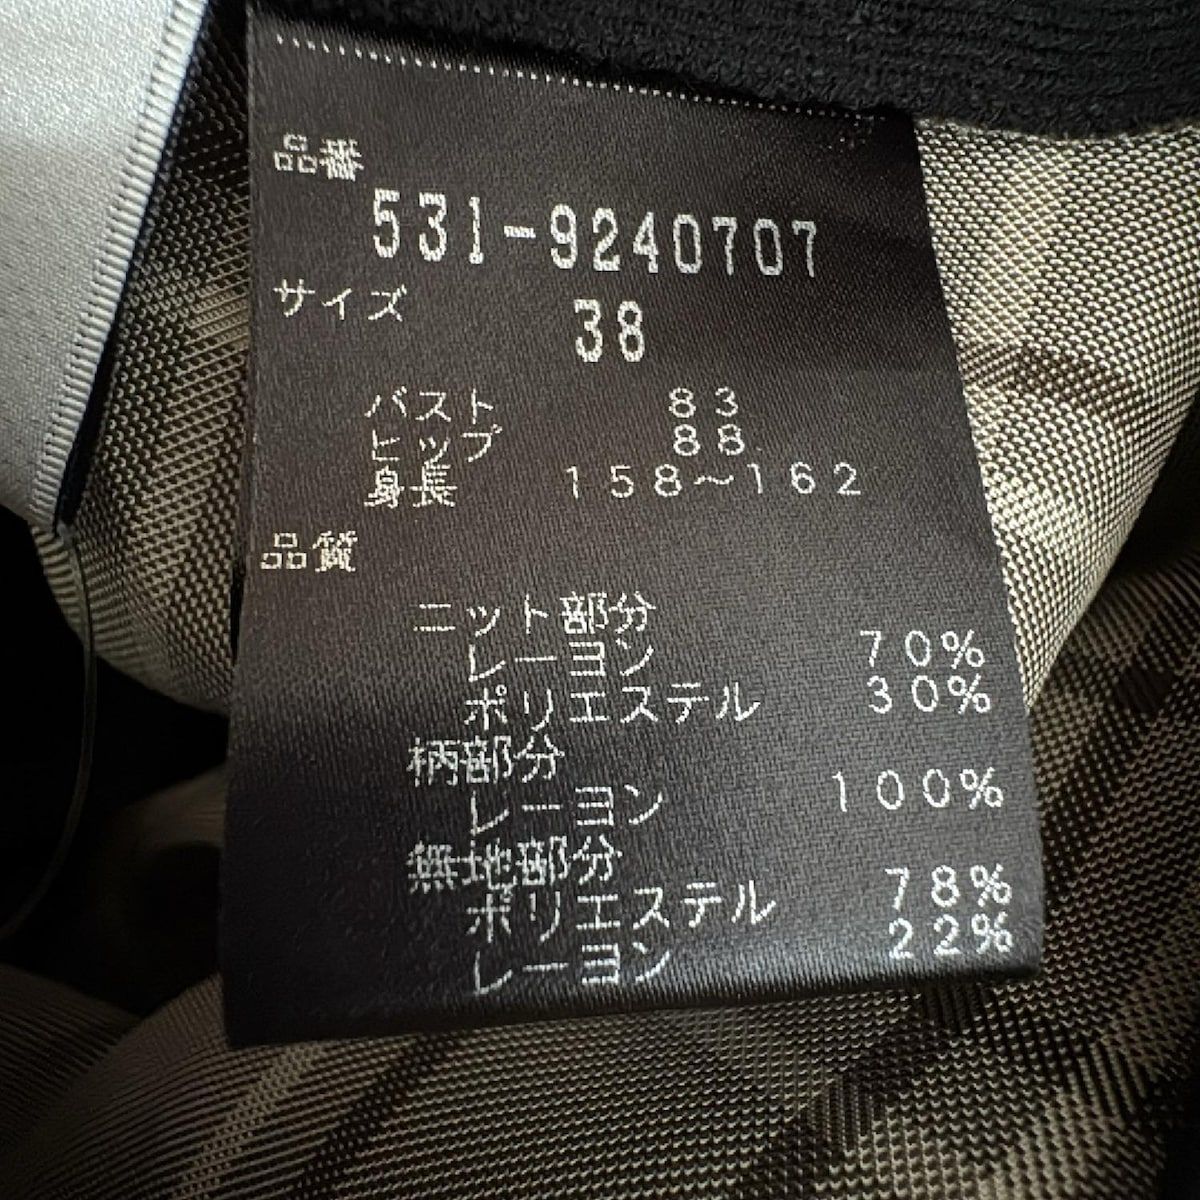 品番
531-9240707
サイズ 38
バスト 83
ヒップ 88
身長 158～162
品質
ニット部分
レーヨン 70%
ポリエステル 30%
柄部分
レーヨン 100%
無地部分
ポリエステル 78%
レーヨン 22%